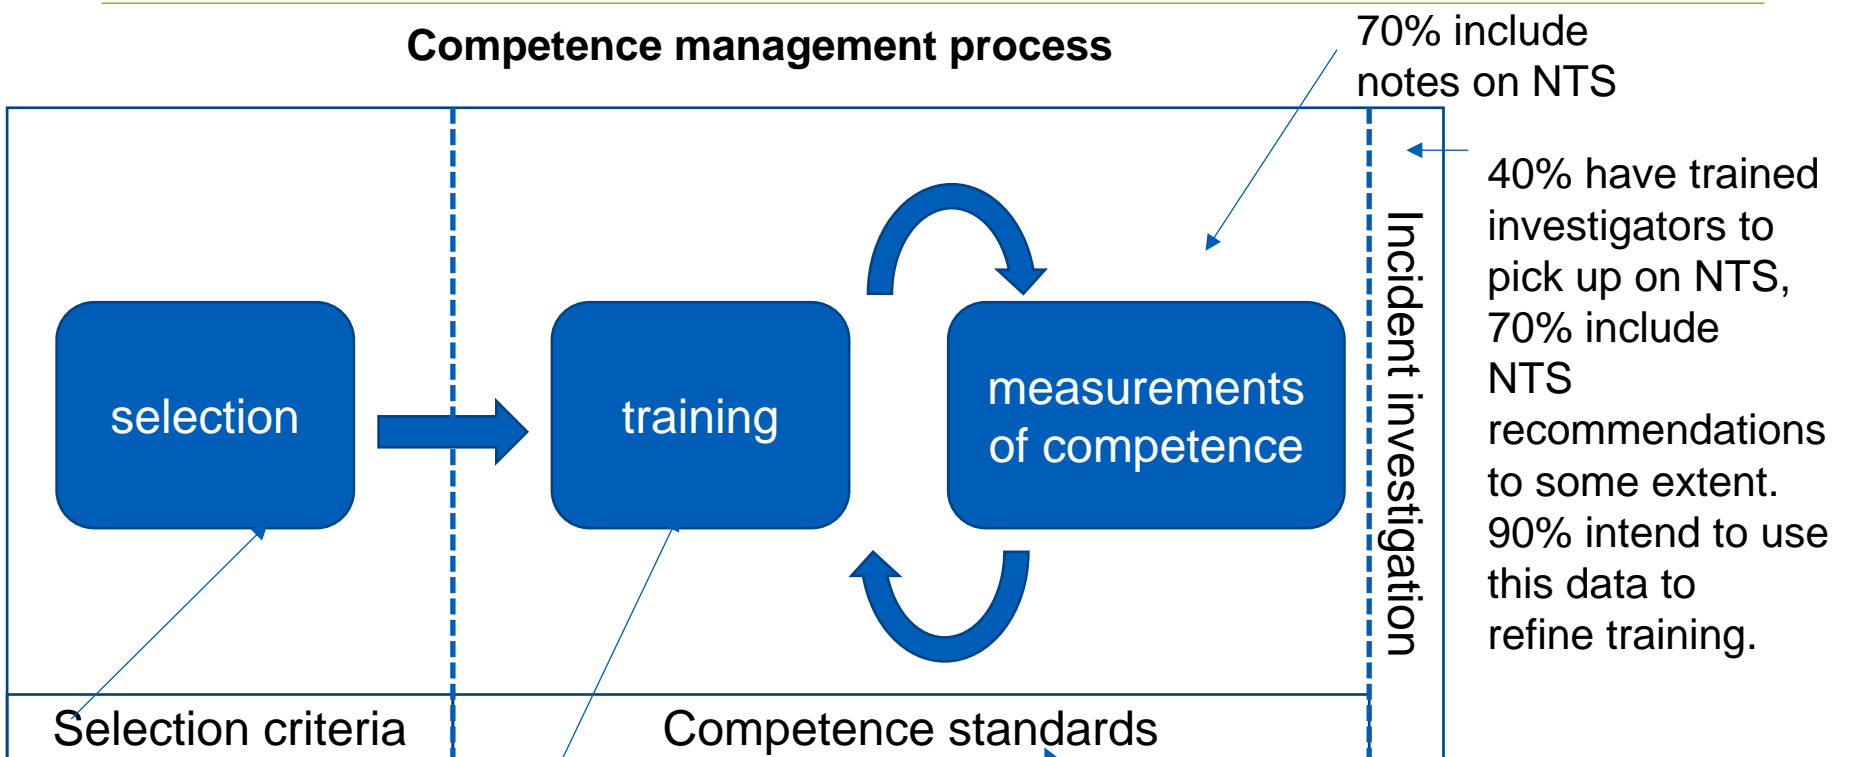 Competence management process
70% include
notes on NTS
selection
training
measurements
of competence
Incident investigation
40% have trained
investigators to
pick up on NTS,
70% include
NTS
recommendations
to some extent.
90% intend to use
this data to
refine training.
Selection criteria
Competence standards